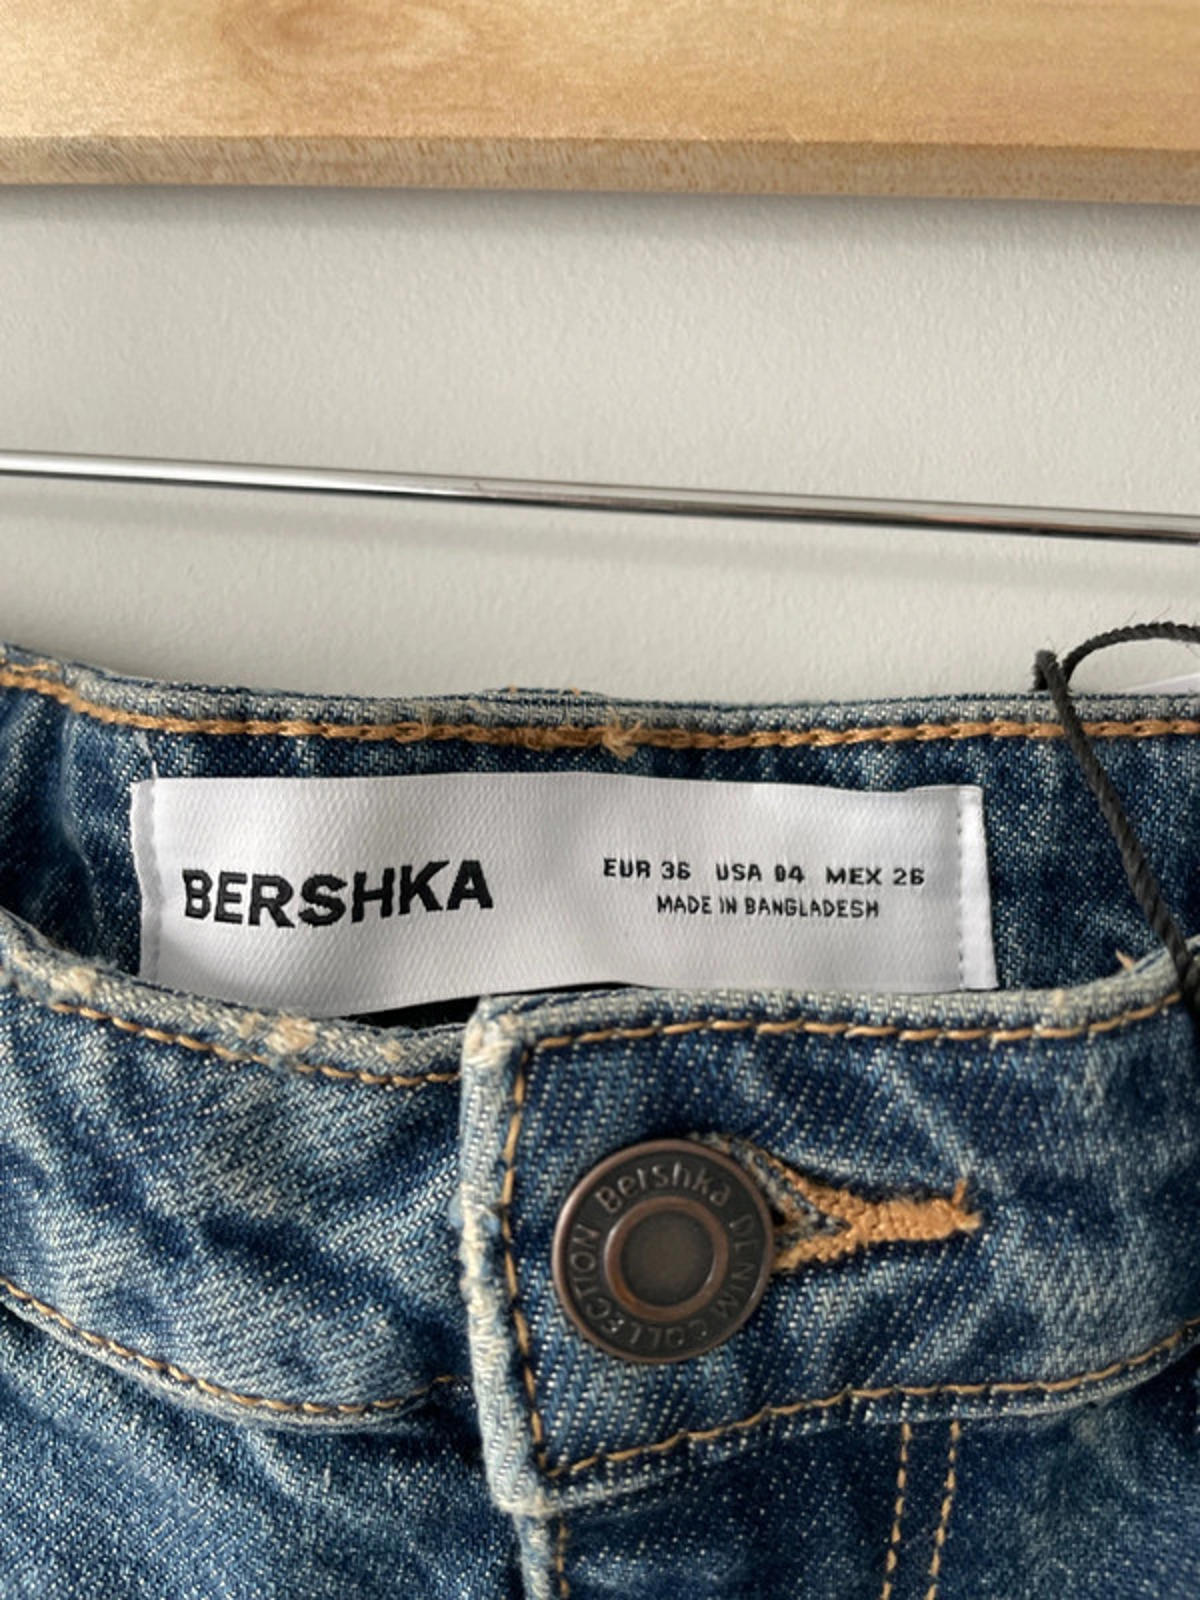 BERSHKA
EUR 36 USA 04 MEX 26
MADE IN BANGLADESH
Bershka DENIM COLLECTION